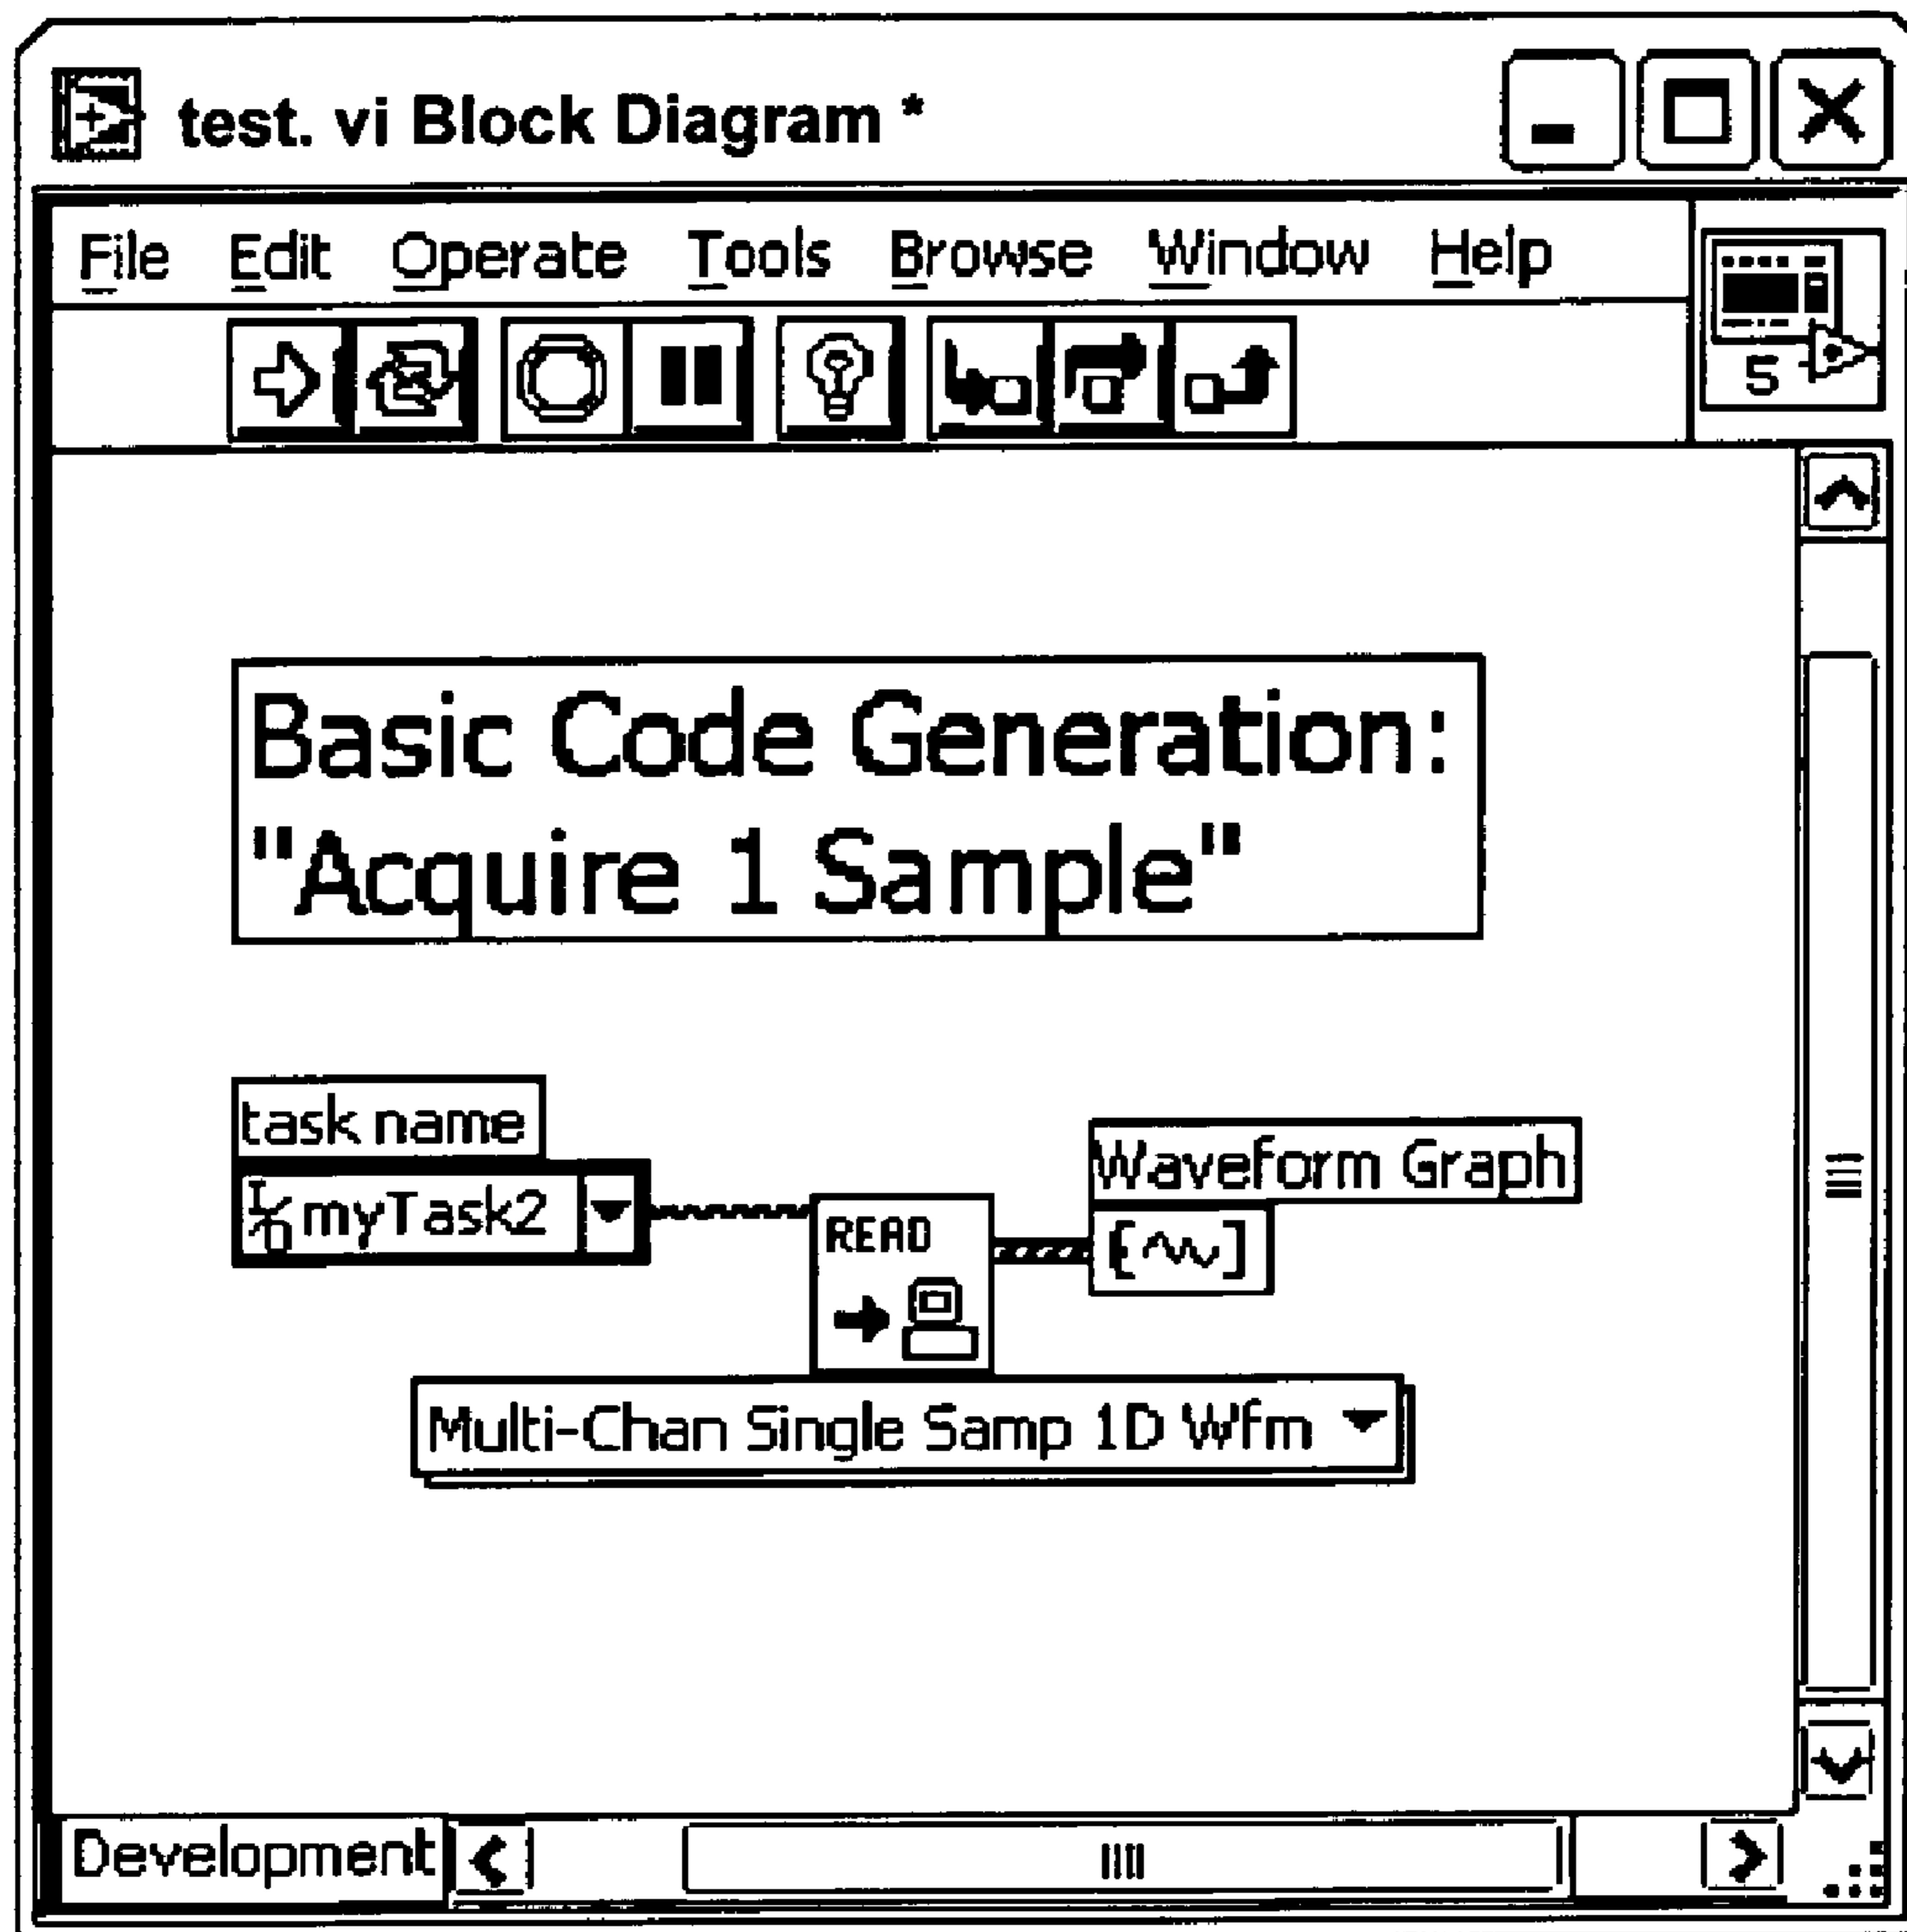 test. vi Block Diagram *
File Edit Operate Tools Browse Window Help
5
Basic Code Generation:
"Acquire 1 Sample"
task name
myTask2
Waveform Graph
READ
Multi-Chan Single Samp 1D Wfm
Development